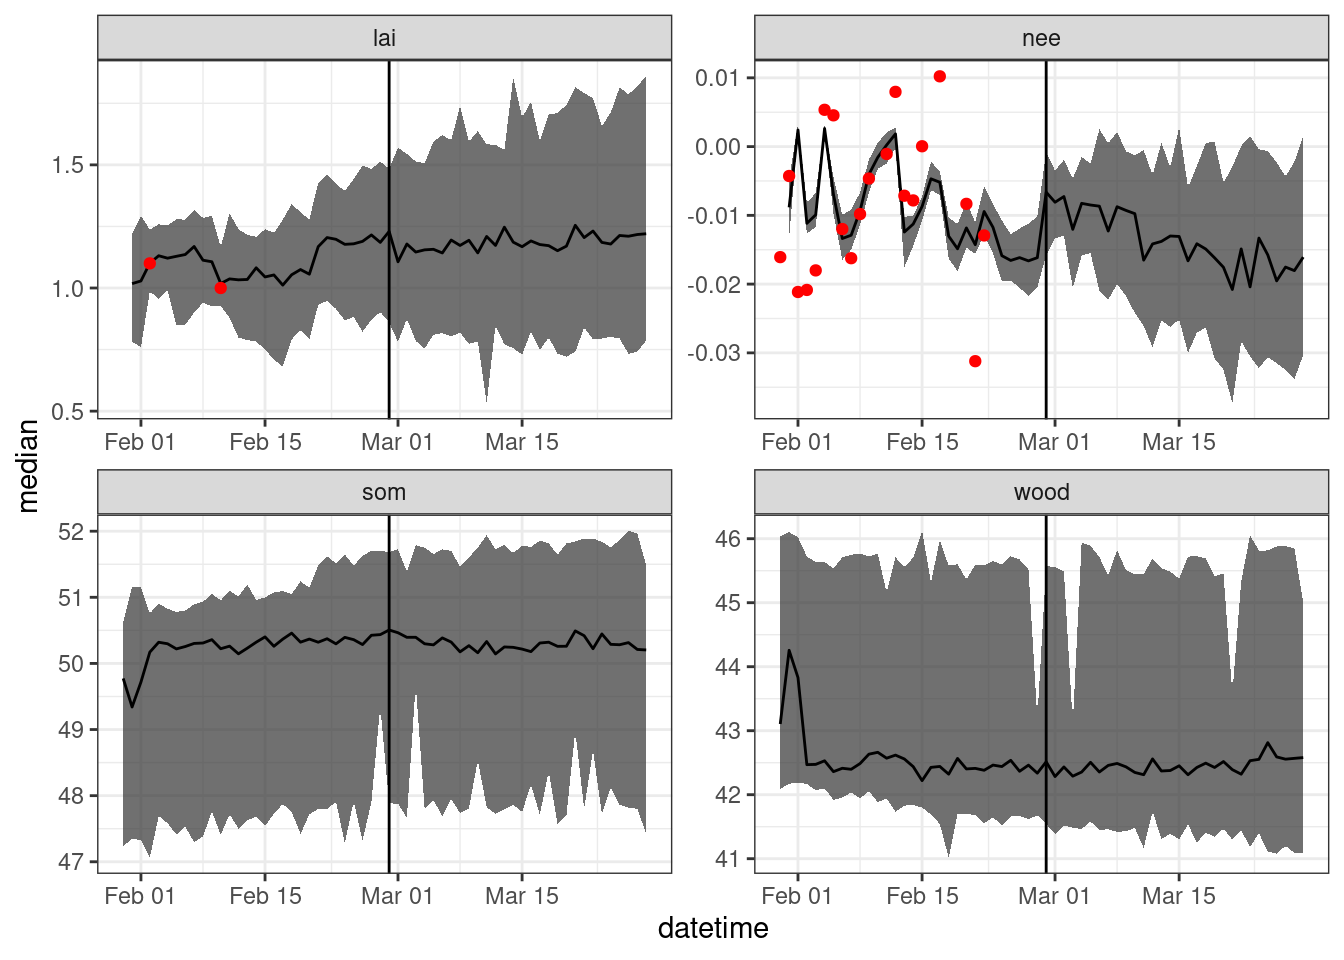 lai
nee
1.5
1.0
0.5
0.01
0.00
-0.01
-0.02
-0.03
Feb 01 Feb 15 Mar 01 Mar 15
Feb 01 Feb 15 Mar 01 Mar 15
median
som
wood
52
51
50
49
48
47
46
45
44
43
42
41
Feb 01 Feb 15 Mar 01 Mar 15
Feb 01 Feb 15 Mar 01 Mar 15
datetime